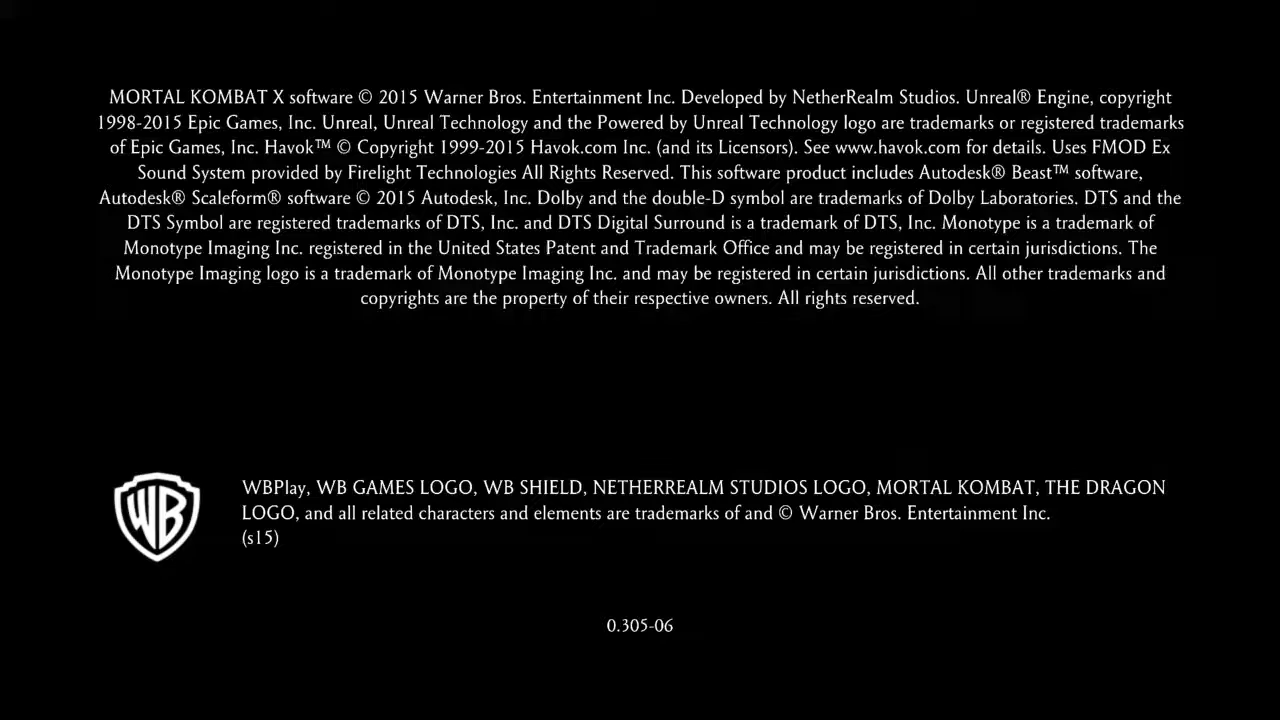 MORTAL KOMBAT X software © 2015 Warner Bros. Entertainment Inc. Developed by NetherRealm Studios. Unreal® Engine, copyright
1998-2015 Epic Games, Inc. Unreal, Unreal Technology and the Powered by Unreal Technology logo are trademarks or registered trademarks
of Epic Games, Inc. Havok™ © Copyright 1999-2015 Havok.com Inc. (and its Licensors). See www.havok.com for details. Uses FMOD Ex
Sound System provided by Firelight Technologies All Rights Reserved. This software product includes Autodesk® Beast™ software,
Autodesk® Scaleform® software © 2015 Autodesk, Inc. Dolby and the double-D symbol are trademarks of Dolby Laboratories. DTS and the
DTS Symbol are registered trademarks of DTS, Inc. and DTS Digital Surround is a trademark of DTS, Inc. Monotype is a trademark of
Monotype Imaging Inc. registered in the United States Patent and Trademark Office and may be registered in certain jurisdictions. The
Monotype Imaging logo is a trademark of Monotype Imaging Inc. and may be registered in certain jurisdictions. All other trademarks and
copyrights are the property of their respective owners. All rights reserved.
WB
WBPlay, WB GAMES LOGO, WB SHIELD, NETHERREALM STUDIOS LOGO, MORTAL KOMBAT, THE DRAGON
LOGO, and all related characters and elements are trademarks of and © Warner Bros. Entertainment Inc.
(s15)
0.305-06